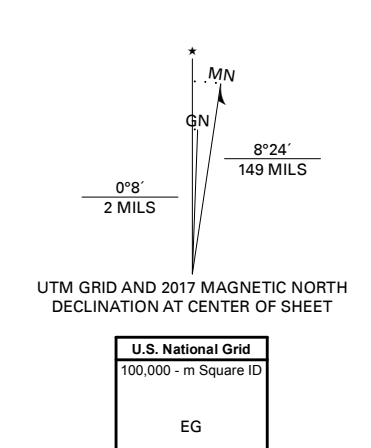 ★
MN
GN
8°24´
149 MILS
0°8´
2 MILS
UTM GRID AND 2017 MAGNETIC NORTH
DECLINATION AT CENTER OF SHEET
U.S. National Grid
100,000 - m Square ID
EG